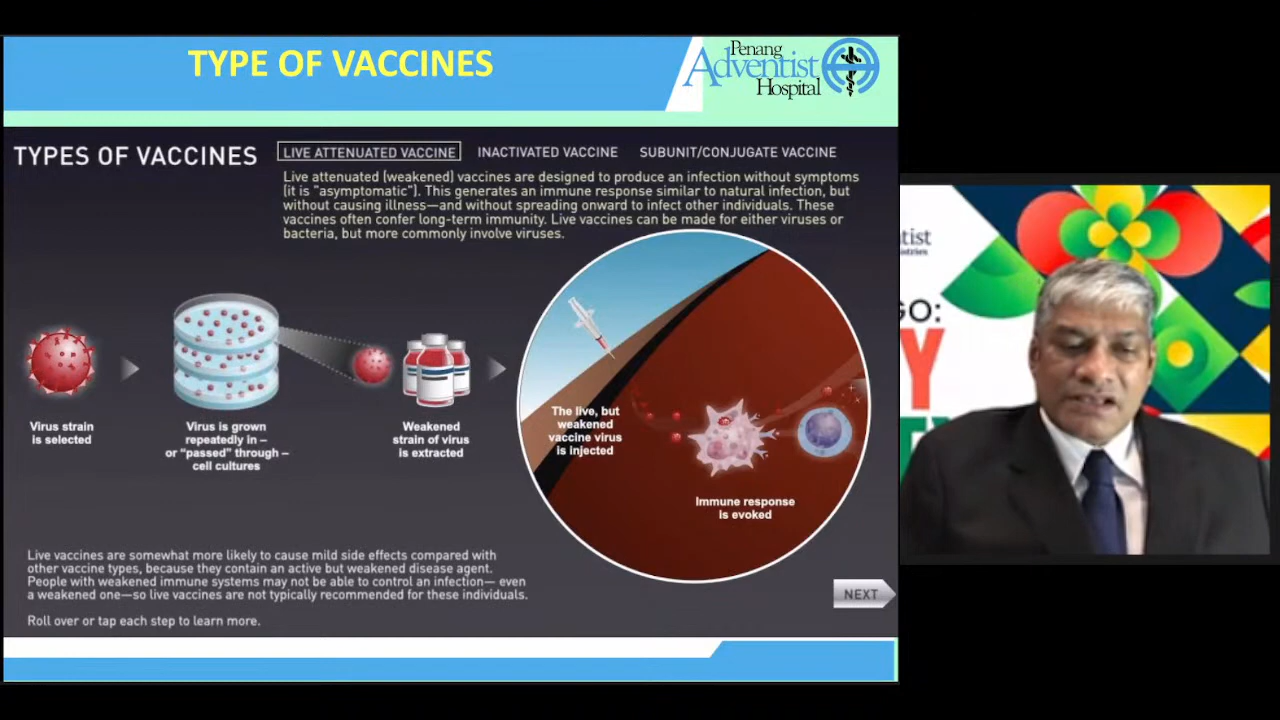 TYPE OF VACCINES
Penang
Adventist
Hospital
TYPES OF VACCINES
LIVE ATTENUATED VACCINE
INACTIVATED VACCINE
SUBUNIT/CONJUGATE VACCINE
Live attenuated (weakened) vaccines are designed to produce an infection without symptoms
(it is "asymptomatic"). This generates an immune response similar to natural infection, but
without causing illness—and without spreading onward to infect other individuals. These
vaccines often confer long-term immunity. Live vaccines can be made for either viruses or
bacteria, but more commonly involve viruses.
Virus strain
is selected
Virus is grown
repeatedly in –
or “passed” through –
cell cultures
Weakened
strain of virus
is extracted
The live, but
weakened
vaccine virus
is injected
Immune response
is evoked
Live vaccines are somewhat more likely to cause mild side effects compared with
other vaccine types, because they contain an active but weakened disease agent.
People with weakened immune systems may not be able to control an infection— even
a weakened one—so live vaccines are not typically recommended for these individuals.
Roll over or tap each step to learn more.
NEXT
GO: